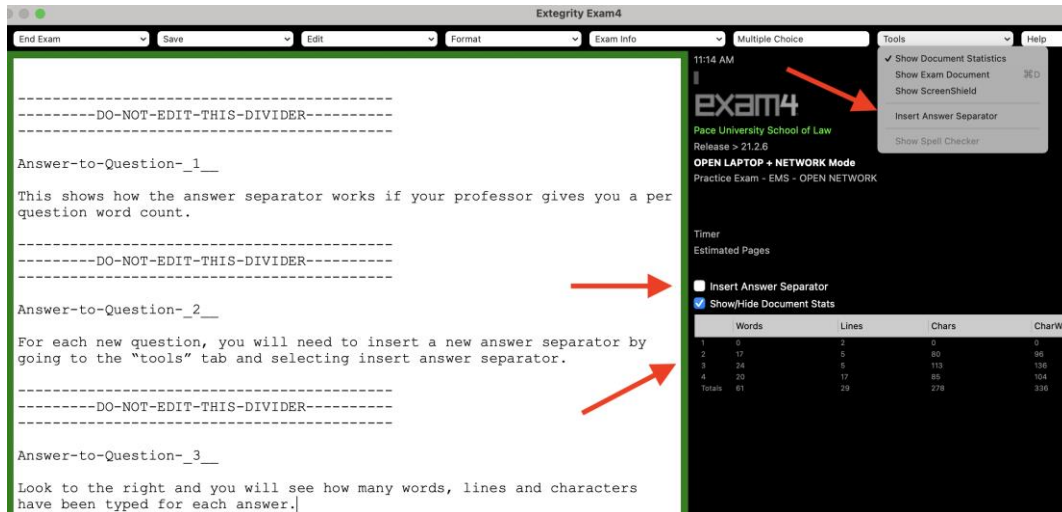 Extegrity Exam4
End Exam Save Edit Format Exam Info Multiple Choice Tools Help
----------------------------------------
---------DO-NOT-EDIT-THIS-DIVIDER----------
----------------------------------------
Answer-to-Question-_1__
This shows how the answer separator works if your professor gives you a per
question word count.
----------------------------------------
---------DO-NOT-EDIT-THIS-DIVIDER----------
----------------------------------------
Answer-to-Question-_2__
For each new question, you will need to insert a new answer separator by
going to the “tools” tab and selecting insert answer separator.
----------------------------------------
---------DO-NOT-EDIT-THIS-DIVIDER----------
----------------------------------------
Answer-to-Question-_3__
Look to the right and you will see how many words, lines and characters
have been typed for each answer.
11:14 AM
exam4
Pace University School of Law
Release > 21.2.6
OPEN LAPTOP + NETWORK Mode
Practice Exam - EMS - OPEN NETWORK
Timer
Estimated Pages
Insert Answer Separator
Show/Hide Document Stats
Words Lines Chars CharW
1 0 2 0 0
2 17 5 80 96
3 24 5 113 136
4 20 17 85 104
Totals 61 29 278 336
✓ Show Document Statistics
Show Exam Document ⌘D
Show ScreenShield
Insert Answer Separator
Show Spell Checker